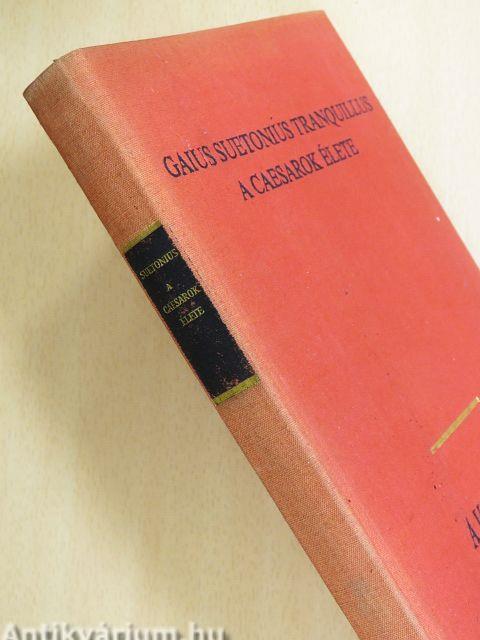 GAIUS SUETONIUS TRANQUILLUS
A CAESAROK ÉLETE
SUETONIUS
A
CAESAROK
ÉLETE
A
Antikvárium.hu